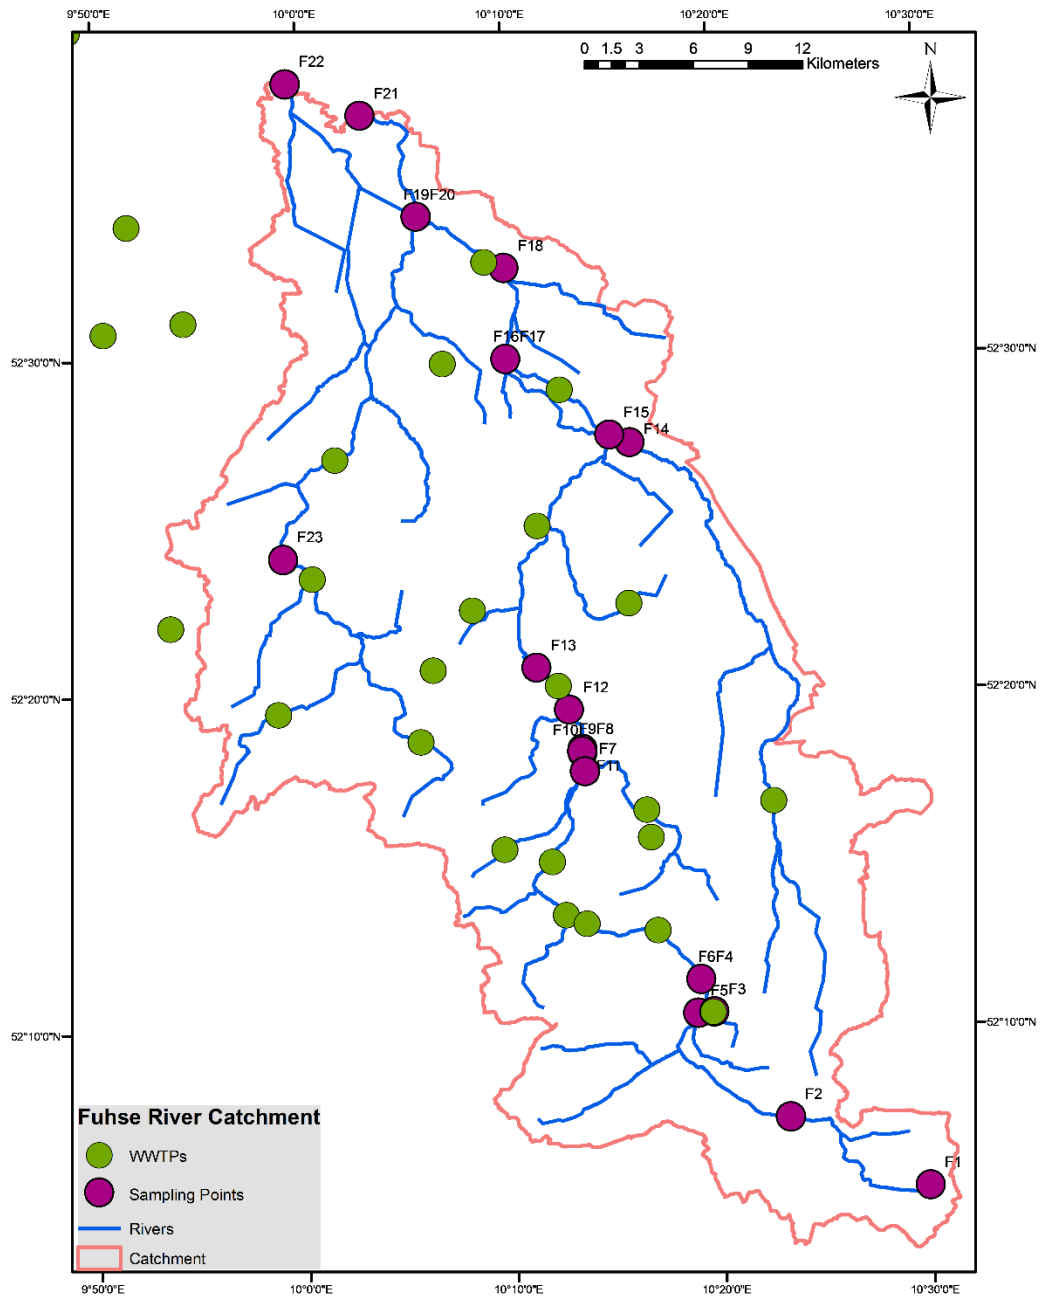 9°50'0"E 10°0'0"E 10°10'0"E 10°20'0"E 10°30'0"E
0 1.5 3 6 9 12
Kilometers
N
F22
F21
F19F20
F18
F16F17
52°30'0"N 52°30'0"N
F15
F14
F23
F13
52°20'0"N 52°20'0"N
F12
F10F9F8
F7
F11
F6F4
F5F3
52°10'0"N 52°10'0"N
F2
F1
Fuhse River Catchment
WWTPs
Sampling Points
Rivers
Catchment
9°50'0"E 10°0'0"E 10°10'0"E 10°20'0"E 10°30'0"E